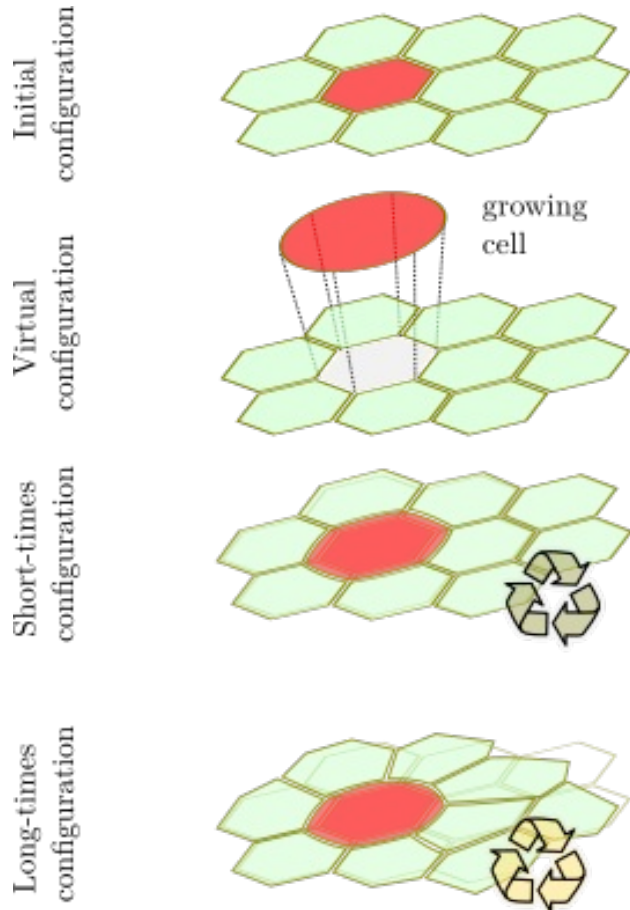 Initial
configuration
growing
cell
Virtual
configuration
Short-times
configuration
Long-times
configuration